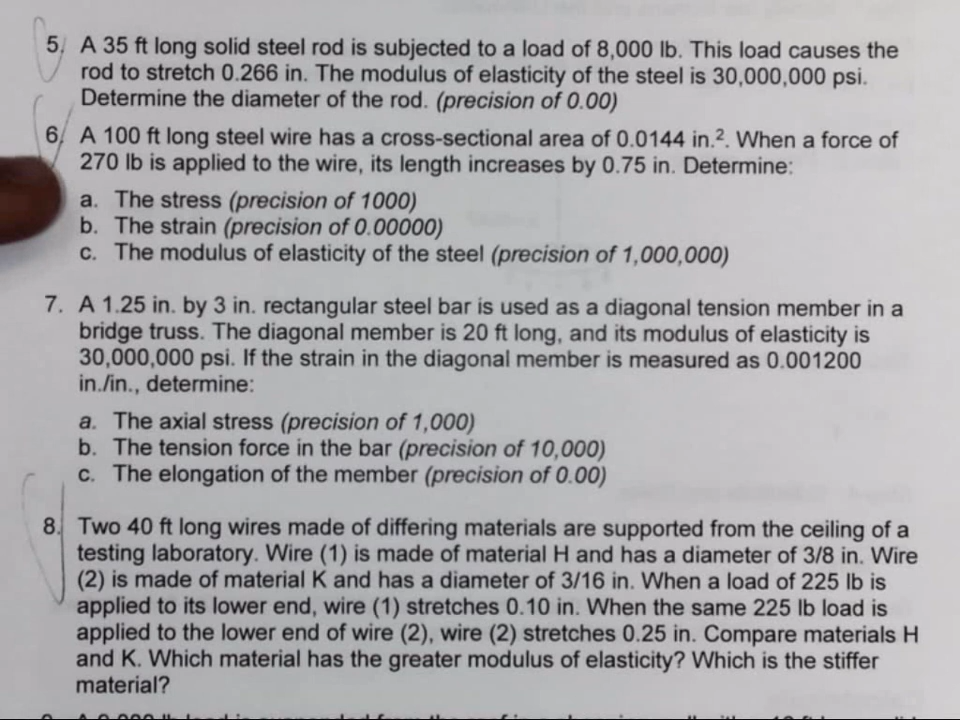 5. A 35 ft long solid steel rod is subjected to a load of 8,000 lb. This load causes the
rod to stretch 0.266 in. The modulus of elasticity of the steel is 30,000,000 psi.
Determine the diameter of the rod. (precision of 0.00)
6. A 100 ft long steel wire has a cross-sectional area of 0.0144 in.². When a force of
270 lb is applied to the wire, its length increases by 0.75 in. Determine:
a. The stress (precision of 1000)
b. The strain (precision of 0.00000)
c. The modulus of elasticity of the steel (precision of 1,000,000)
7. A 1.25 in. by 3 in. rectangular steel bar is used as a diagonal tension member in a
bridge truss. The diagonal member is 20 ft long, and its modulus of elasticity is
30,000,000 psi. If the strain in the diagonal member is measured as 0.001200
in./in., determine:
a. The axial stress (precision of 1,000)
b. The tension force in the bar (precision of 10,000)
c. The elongation of the member (precision of 0.00)
8. Two 40 ft long wires made of differing materials are supported from the ceiling of a
testing laboratory. Wire (1) is made of material H and has a diameter of 3/8 in. Wire
(2) is made of material K and has a diameter of 3/16 in. When a load of 225 lb is
applied to its lower end, wire (1) stretches 0.10 in. When the same 225 lb load is
applied to the lower end of wire (2), wire (2) stretches 0.25 in. Compare materials H
and K. Which material has the greater modulus of elasticity? Which is the stiffer
material?